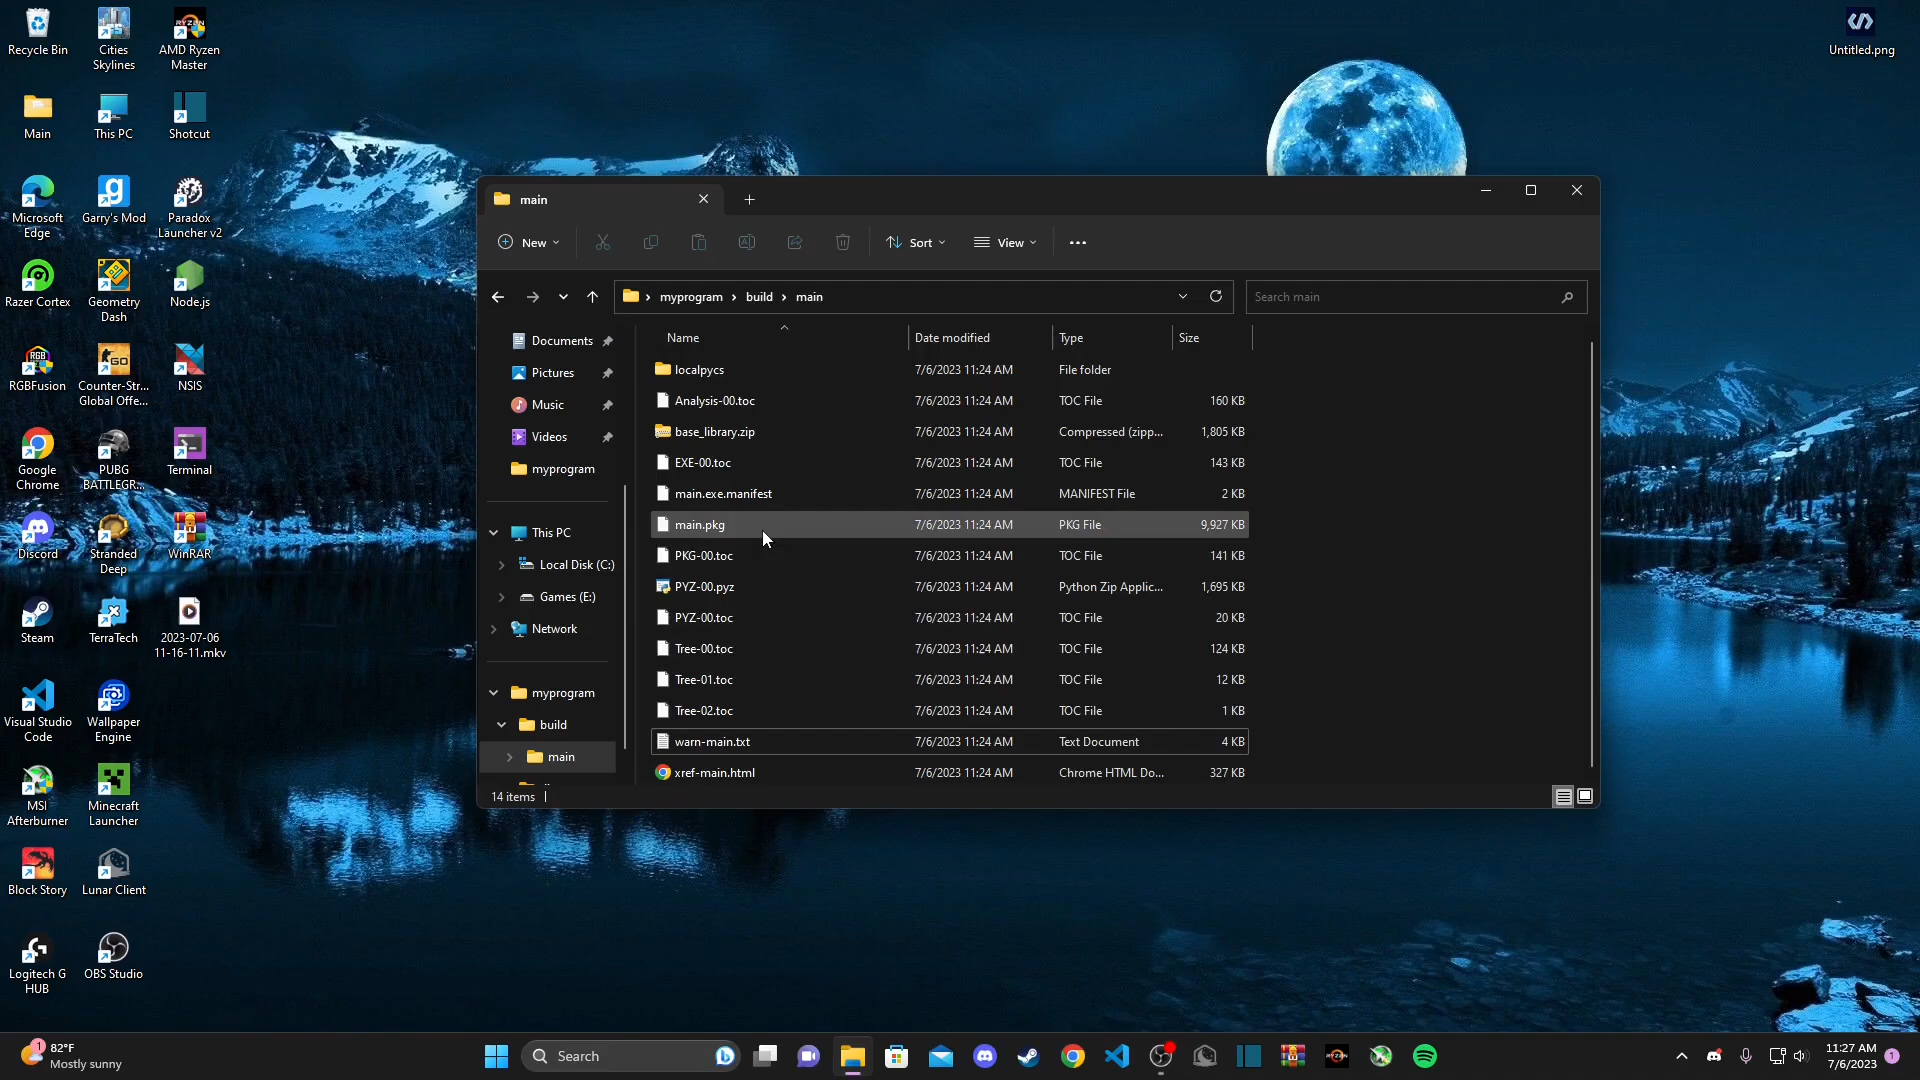 Recycle Bin
Cities
Skylines
AMD Ryzen
Master
Main
This PC
Shotcut
Microsoft
Edge
Garry's Mod
Paradox
Launcher v2
Razer Cortex
Geometry
Dash
Node.js
RGBFusion
Counter-Str...
Global Offe...
NSIS
Google
Chrome
PUBG
BATTLEGR...
Terminal
Discord
Stranded
Deep
WinRAR
Steam
TerraTech
2023-07-06
11-16-11.mkv
Visual Studio
Code
Wallpaper
Engine
MSI
Afterburner
Minecraft
Launcher
Block Story
Lunar Client
Logitech G
HUB
OBS Studio
Untitled.png
main
New
Sort
View
myprogram
build
main
Search main
Documents
Pictures
Music
Videos
myprogram
This PC
Local Disk (C:)
Games (E:)
Network
myprogram
build
main
Name Date modified Type Size
localpycs 7/6/2023 11:24 AM File folder
Analysis-00.toc 7/6/2023 11:24 AM TOC File 160 KB
base_library.zip 7/6/2023 11:24 AM Compressed (zipp... 1,805 KB
EXE-00.toc 7/6/2023 11:24 AM TOC File 143 KB
main.exe.manifest 7/6/2023 11:24 AM MANIFEST File 2 KB
main.pkg 7/6/2023 11:24 AM PKG File 9,927 KB
PKG-00.toc 7/6/2023 11:24 AM TOC File 141 KB
PYZ-00.pyz 7/6/2023 11:24 AM Python Zip Applic... 1,695 KB
PYZ-00.toc 7/6/2023 11:24 AM TOC File 20 KB
Tree-00.toc 7/6/2023 11:24 AM TOC File 124 KB
Tree-01.toc 7/6/2023 11:24 AM TOC File 12 KB
Tree-02.toc 7/6/2023 11:24 AM TOC File 1 KB
warn-main.txt 7/6/2023 11:24 AM Text Document 4 KB
xref-main.html 7/6/2023 11:24 AM Chrome HTML Do... 327 KB
14 items
1
82°F
Mostly sunny
Search
11:27 AM
7/6/2023
1